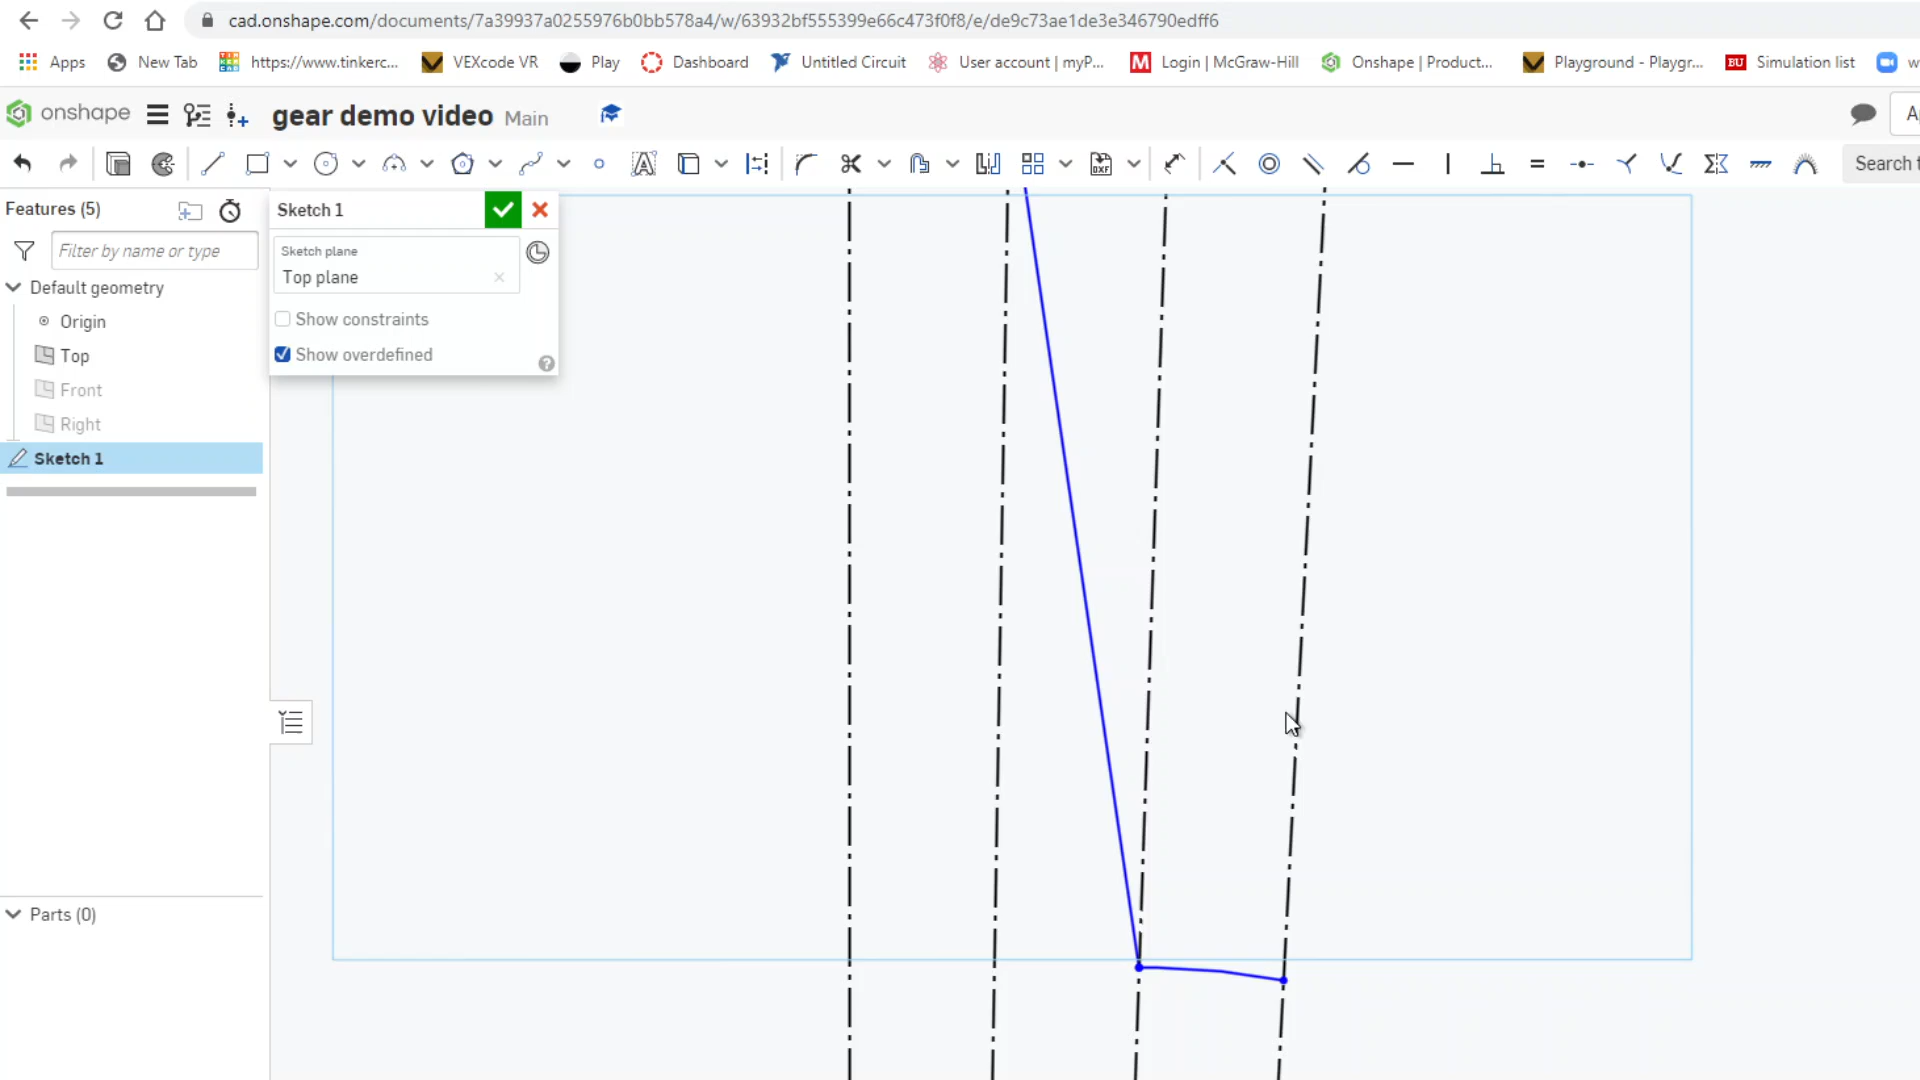 cad.onshape.com/documents/7a39937a0255976b0bb578a4/w/63932bf555399e66c473f0f8/e/de9c73ae1de3e346790edff6
Apps New Tab https://www.tinkerc... VEXcode VR Play Dashboard Untitled Circuit User account | myP... Login | McGraw-Hill Onshape | Product... Playground - Playgr... BU Simulation list w
onshape gear demo video Main
DXF Search t
Features (5)
Sketch 1
Filter by name or type
Sketch plane
Top plane
Default geometry
Origin
Show constraints
Top
Show overdefined
Front
Right
Sketch 1
Parts (0)